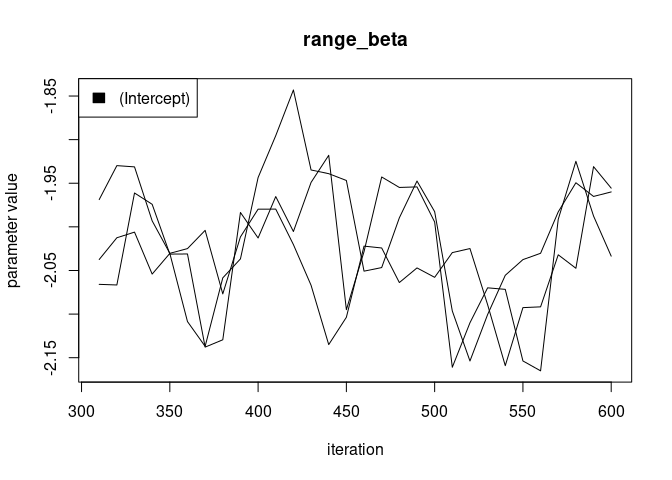 range_beta
(Intercept)
parameter value
-1.85
-1.95
-2.05
-2.15
300 350 400 450 500 550 600
iteration